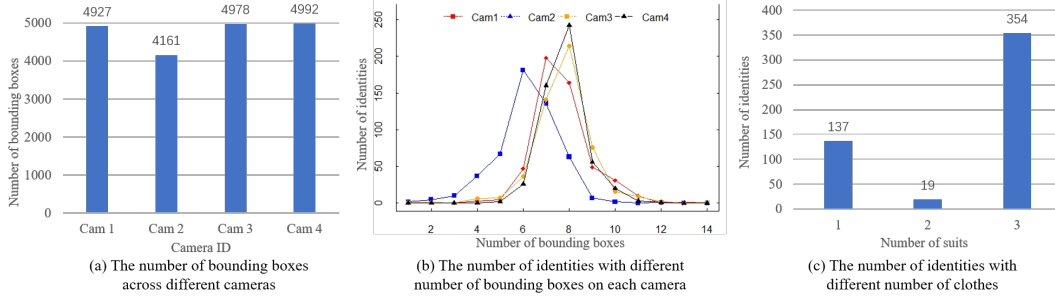 4927
4161
4978
4992
5000
4000
3000
2000
1000
0
Number of bounding boxes
Cam 1 Cam 2 Cam 3 Cam 4
Camera ID
(a) The number of bounding boxes
across different cameras
Cam1 Cam2 Cam3 Cam4
250
200
150
100
50
0
Number of identities
2 4 6 8 10 12 14
Number of bounding boxes
(b) The number of identities with different
number of bounding boxes on each camera
400
350
300
250
200
150
100
50
0
Number of identities
137
19
354
1 2 3
Number of suits
(c) The number of identities with
different number of clothes